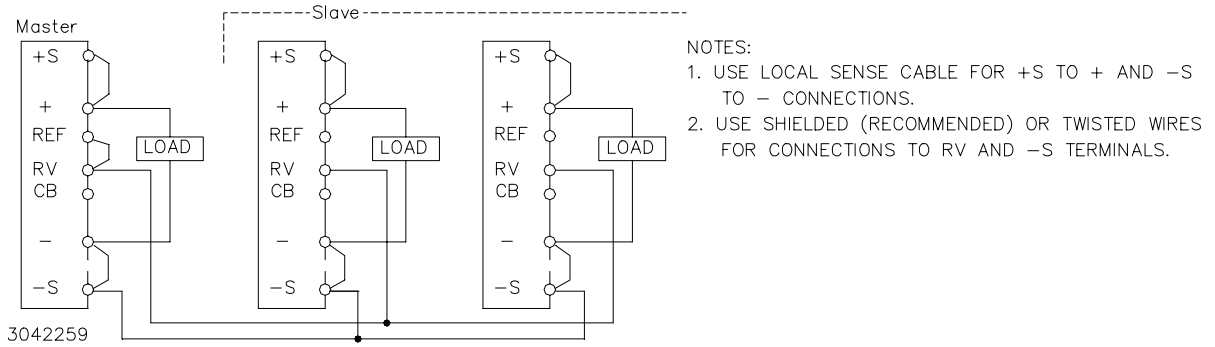 Slave
Master
+S
+
REF
RV
CB
−
−S
LOAD
+S
+
REF
RV
CB
−
−S
LOAD
+S
+
REF
RV
CB
−
−S
LOAD
3042259
NOTES:
1. USE LOCAL SENSE CABLE FOR +S TO + AND −S
TO − CONNECTIONS.
2. USE SHIELDED (RECOMMENDED) OR TWISTED WIRES
FOR CONNECTIONS TO RV AND −S TERMINALS.